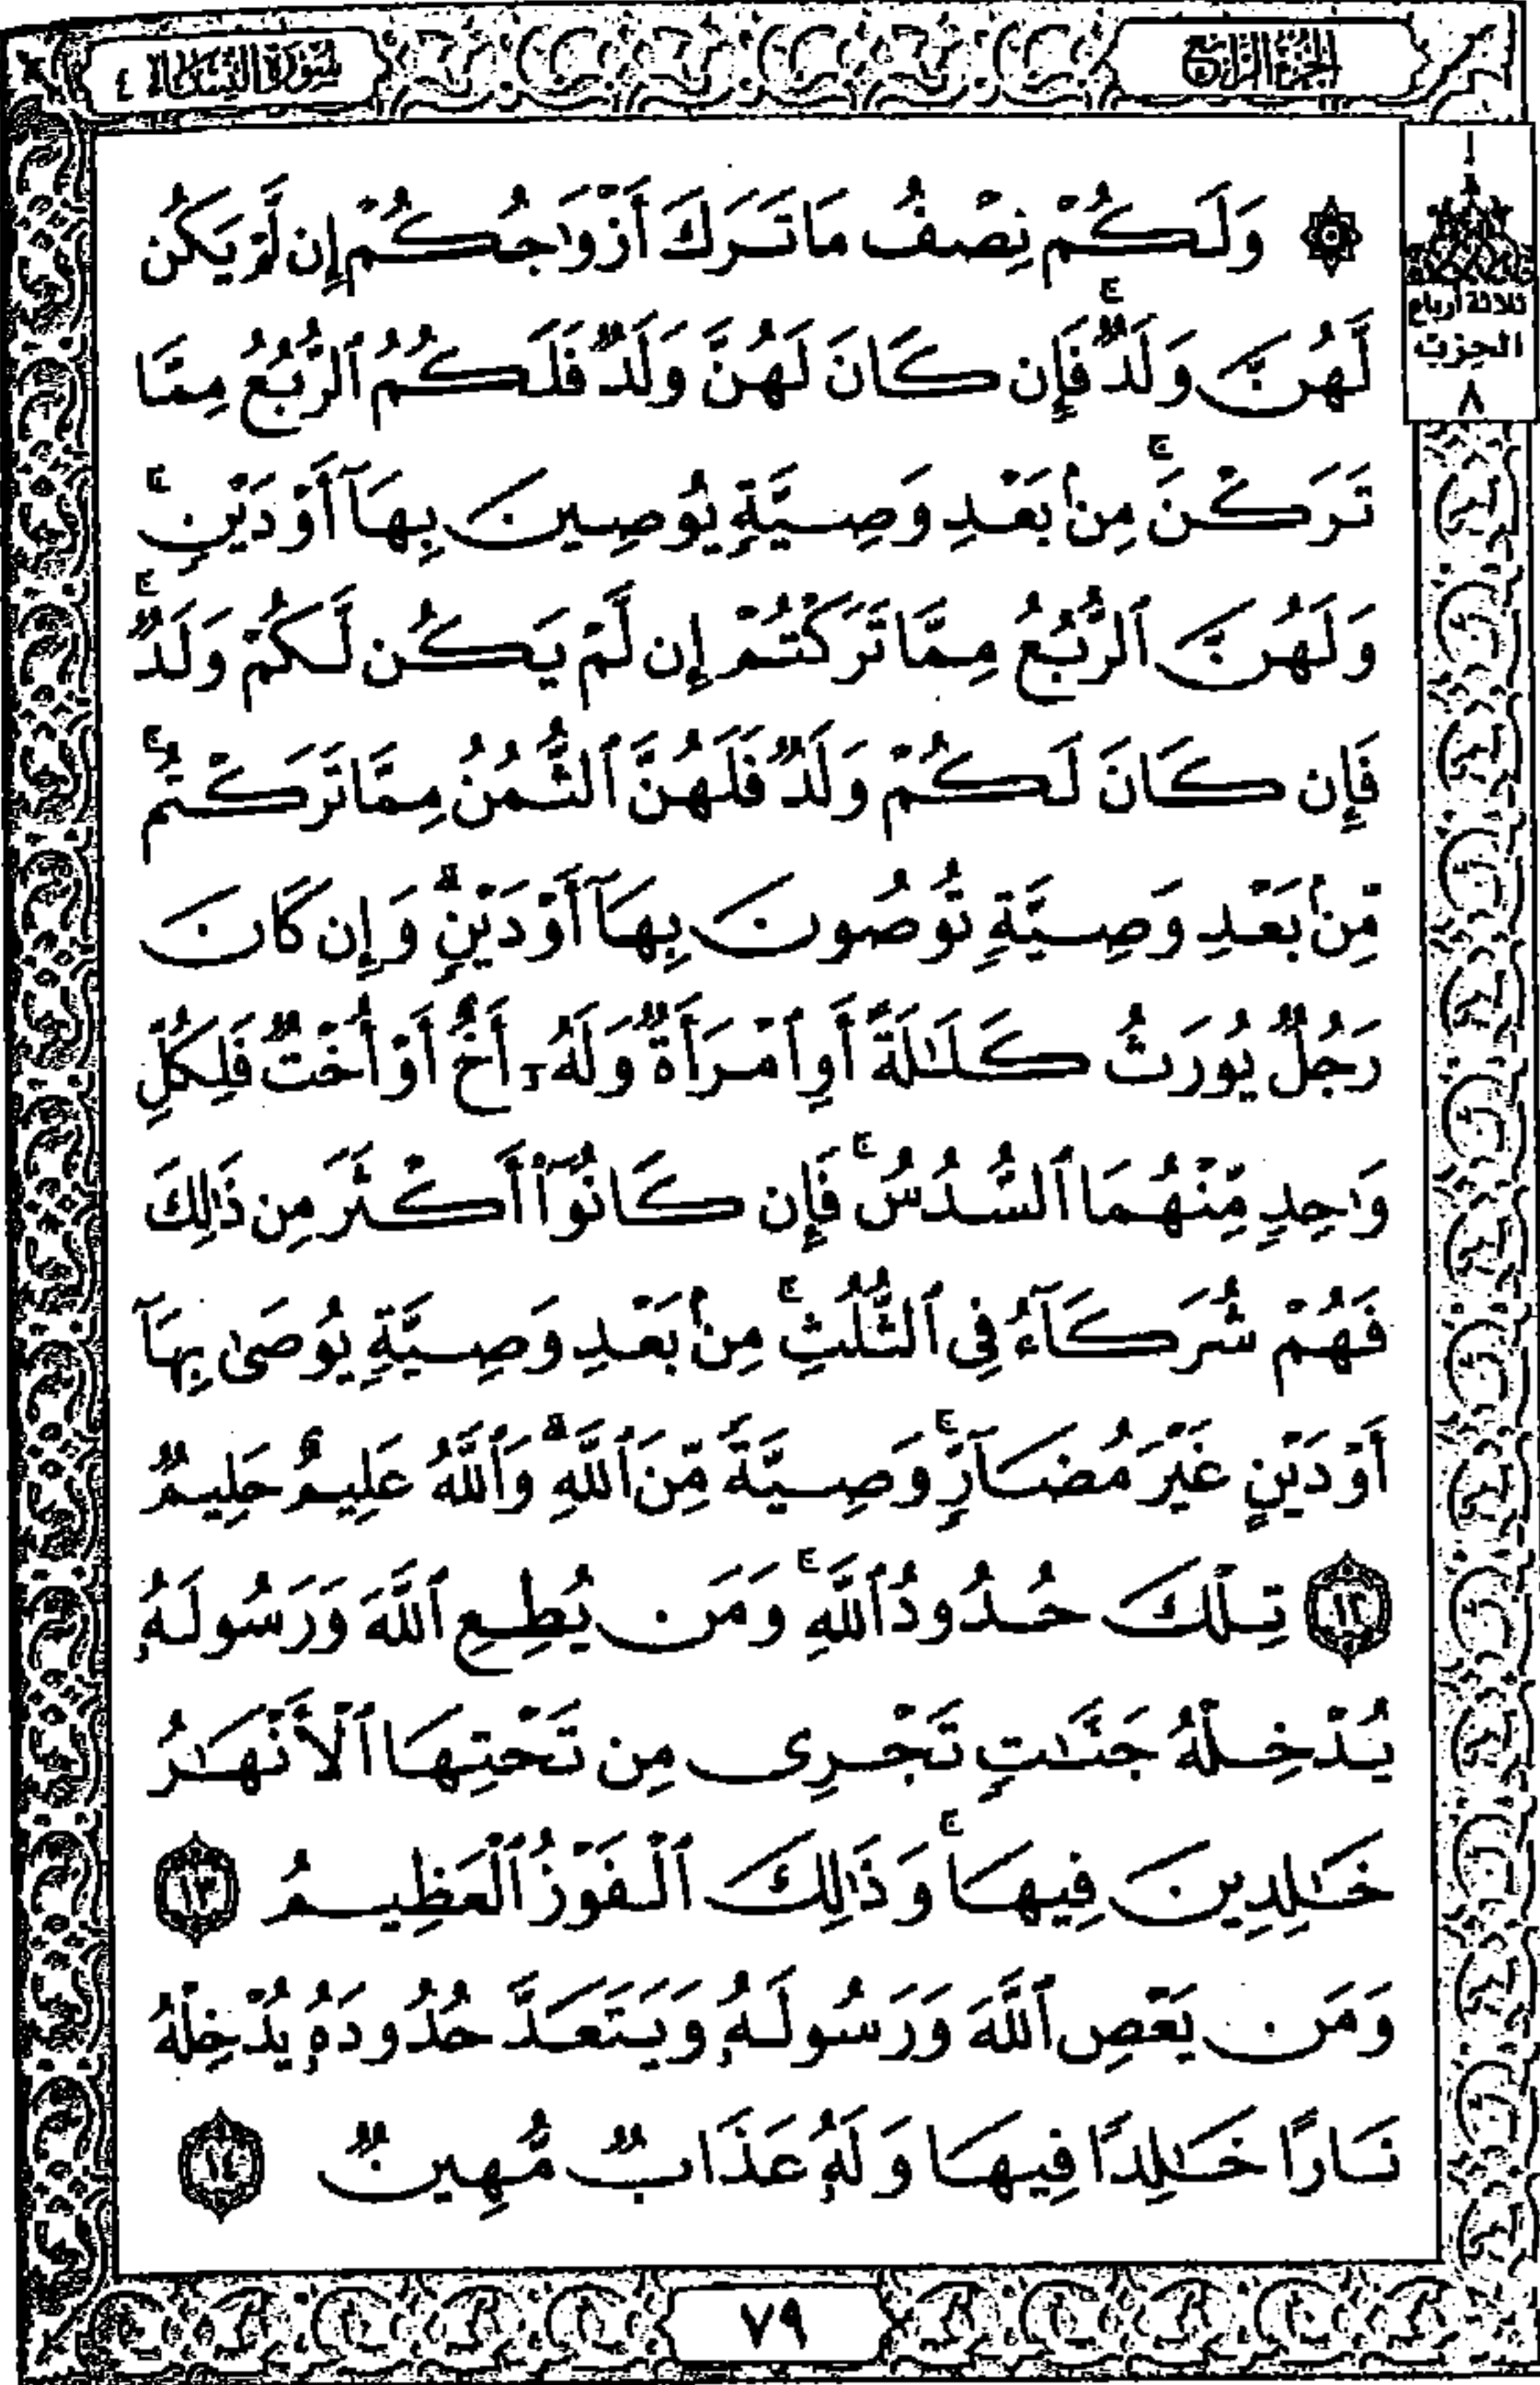 الجزء الرابع
سورة النساء ٤
ثلاثة أرباع
الحزب
٨
۞ وَلَكُمْ نِصْفُ مَا تَرَكَ أَزْوَٰجُكُمْ إِن لَّمْ يَكُن
لَّهُنَّ وَلَدٌ ۚ فَإِن كَانَ لَهُنَّ وَلَدٌ فَلَكُمُ ٱلرُّبُعُ مِمَّا
تَرَكْنَ ۚ مِنۢ بَعْدِ وَصِيَّةٍ يُوصِينَ بِهَآ أَوْ دَيْنٍ ۚ
وَلَهُنَّ ٱلرُّبُعُ مِمَّا تَرَكْتُمْ إِن لَّمْ يَكُن لَّكُمْ وَلَدٌ ۚ
فَإِن كَانَ لَكُمْ وَلَدٌ فَلَهُنَّ ٱلثُّمُنُ مِمَّا تَرَكْتُم ۚ
مِّنۢ بَعْدِ وَصِيَّةٍ تُوصُونَ بِهَآ أَوْ دَيْنٍ ۗ وَإِن كَانَ
رَجُلٌ يُورَثُ كَلَٰلَةً أَوِ ٱمْرَأَةٌ وَلَهُۥٓ أَخٌ أَوْ أُخْتٌ فَلِكُلِّ
وَٰحِدٍ مِّنْهُمَا ٱلسُّدُسُ ۚ فَإِن كَانُوٓا۟ أَكْثَرَ مِن ذَٰلِكَ
فَهُمْ شُرَكَآءُ فِى ٱلثُّلُثِ ۚ مِنۢ بَعْدِ وَصِيَّةٍ يُوصَىٰ بِهَآ
أَوْ دَيْنٍ غَيْرَ مُضَآرٍّ ۚ وَصِيَّةً مِّنَ ٱللَّهِ ۗ وَٱللَّهُ عَلِيمٌ حَلِيمٌ
١٢ تِلْكَ حُدُودُ ٱللَّهِ ۚ وَمَن يُطِعِ ٱللَّهَ وَرَسُولَهُۥ
يُدْخِلْهُ جَنَّٰتٍ تَجْرِى مِن تَحْتِهَا ٱلْأَنْهَٰرُ
خَٰلِدِينَ فِيهَا ۚ وَذَٰلِكَ ٱلْفَوْزُ ٱلْعَظِيمُ ١٣
وَمَن يَعْصِ ٱللَّهَ وَرَسُولَهُۥ وَيَتَعَدَّ حُدُودَهُۥ يُدْخِلْهُ
نَارًا خَٰلِدًا فِيهَا وَلَهُۥ عَذَابٌ مُّهِينٌ ١٤
٧٩